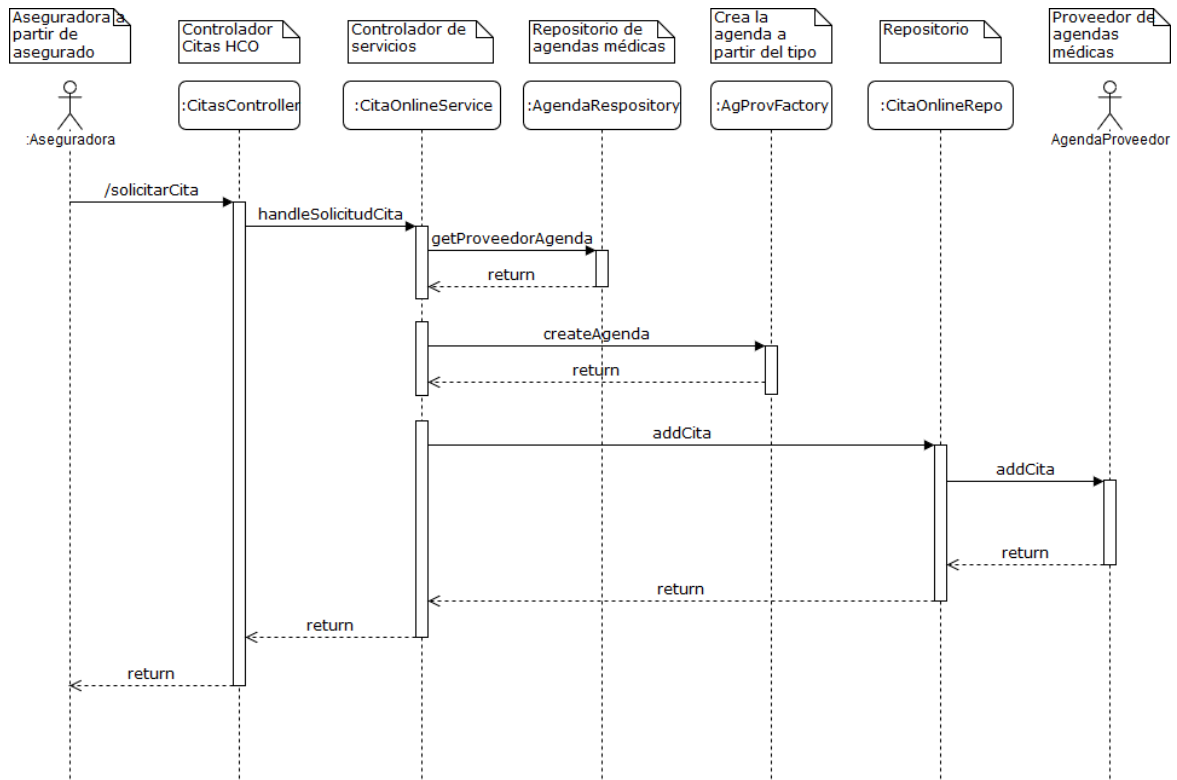 Aseguradora a
partir de
asegurado
Controlador
Citas HCO
Controlador de
servicios
Repositorio de
agendas médicas
Crea la
agenda a
partir del tipo
Repositorio
Proveedor de
agendas
médicas
:Aseguradora
:CitasController
:CitaOnlineService
:AgendaRespository
:AgProvFactory
:CitaOnlineRepo
AgendaProveedor
/solicitarCita
handleSolicitudCita
getProveedorAgenda
return
createAgenda
return
addCita
addCita
return
return
return
return